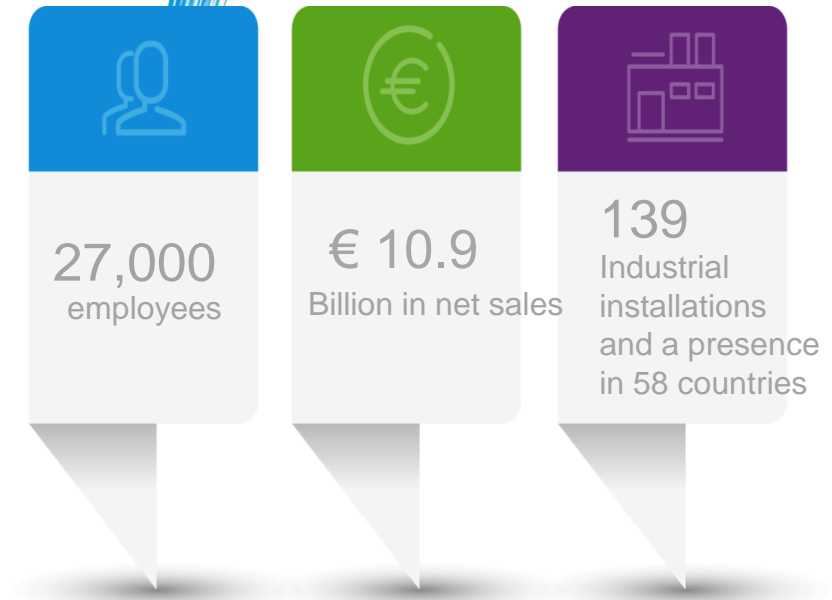 27,000
employees
€ 10.9
Billion in net sales
139
Industrial
installations
and a presence
in 58 countries